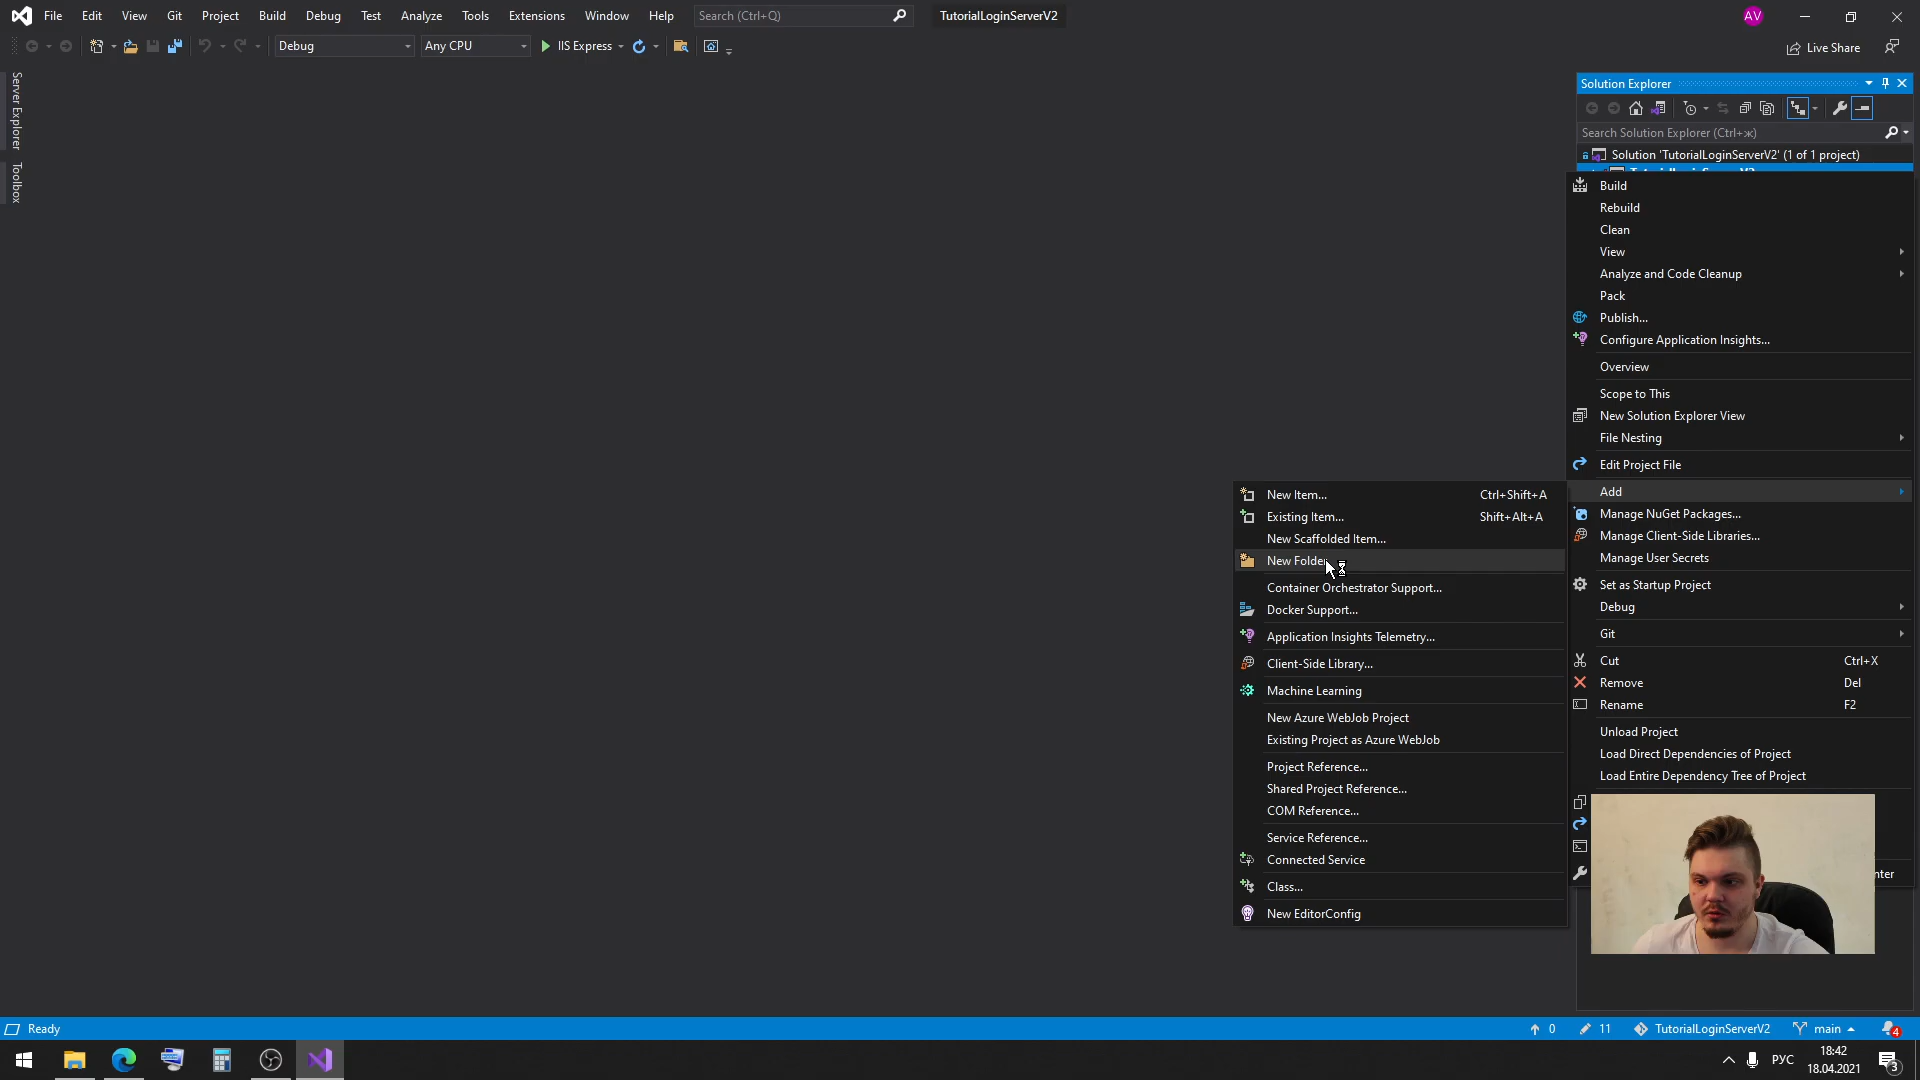 File Edit View Git Project Build Debug Test Analyze Tools Extensions Window Help Search (Ctrl+Q) TutorialLoginServerV2 AV
Debug Any CPU IIS Express Live Share
Server Explorer
Toolbox
Solution Explorer
Search Solution Explorer (Ctrl+ж)
Solution 'TutorialLoginServerV2' (1 of 1 project)
Build
Rebuild
Clean
View
Analyze and Code Cleanup
Pack
Publish...
Configure Application Insights...
Overview
Scope to This
New Solution Explorer View
File Nesting
Edit Project File
Add
Manage NuGet Packages...
Manage Client-Side Libraries...
Manage User Secrets
Set as Startup Project
Debug
Git
Cut Ctrl+X
Remove Del
Rename F2
Unload Project
Load Direct Dependencies of Project
Load Entire Dependency Tree of Project
New Item... Ctrl+Shift+A
Existing Item... Shift+Alt+A
New Scaffolded Item...
New Folder
Container Orchestrator Support...
Docker Support...
Application Insights Telemetry...
Client-Side Library...
Machine Learning
New Azure WebJob Project
Existing Project as Azure WebJob
Project Reference...
Shared Project Reference...
COM Reference...
Service Reference...
Connected Service
Class...
New EditorConfig
Ready 0 11 TutorialLoginServerV2 main 4
РУС 18:42
18.04.2021 3